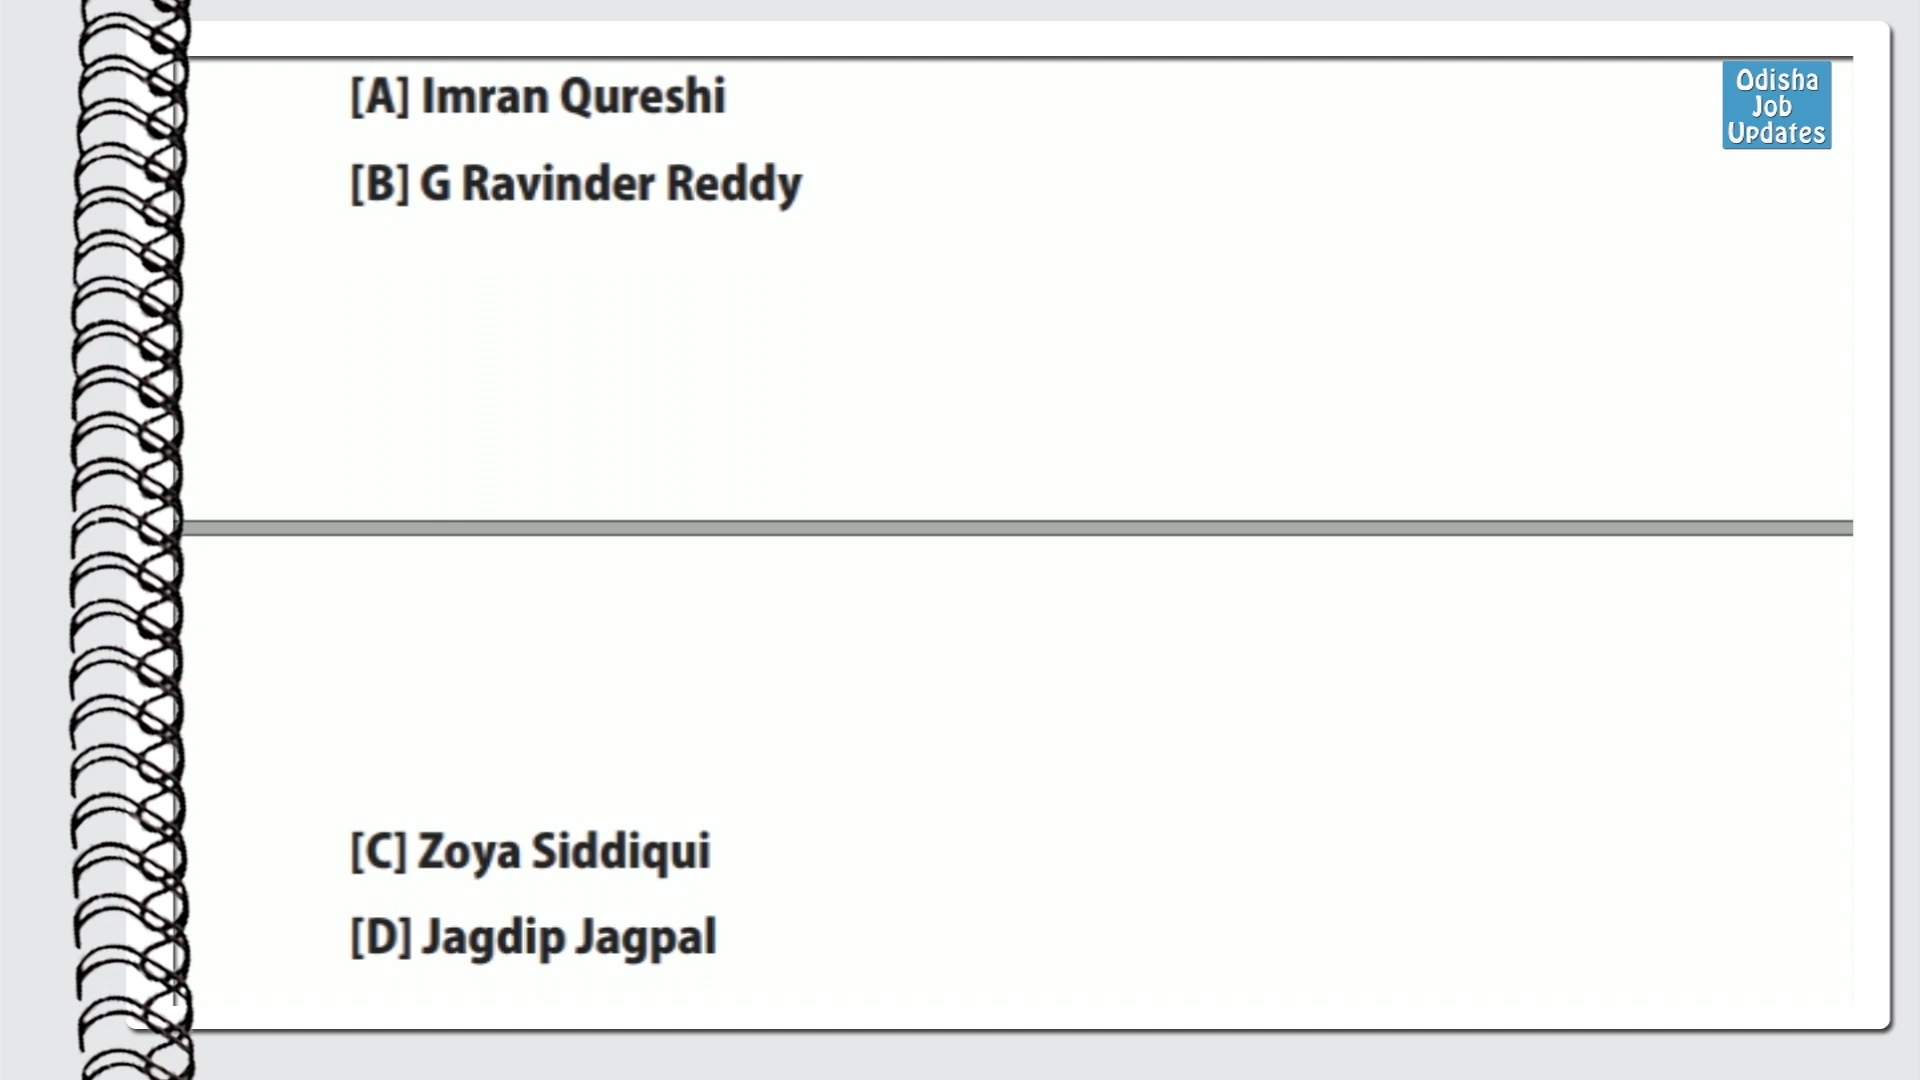 [A] Imran Qureshi
Odisha
Job
Updates
[B] G Ravinder Reddy
[C] Zoya Siddiqui
[D] Jagdip Jagpal